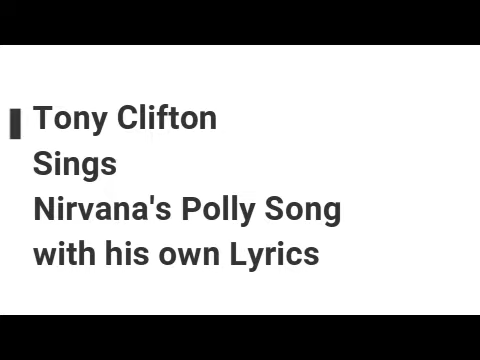 Tony Clifton
Sings
Nirvana's Polly Song
with his own Lyrics